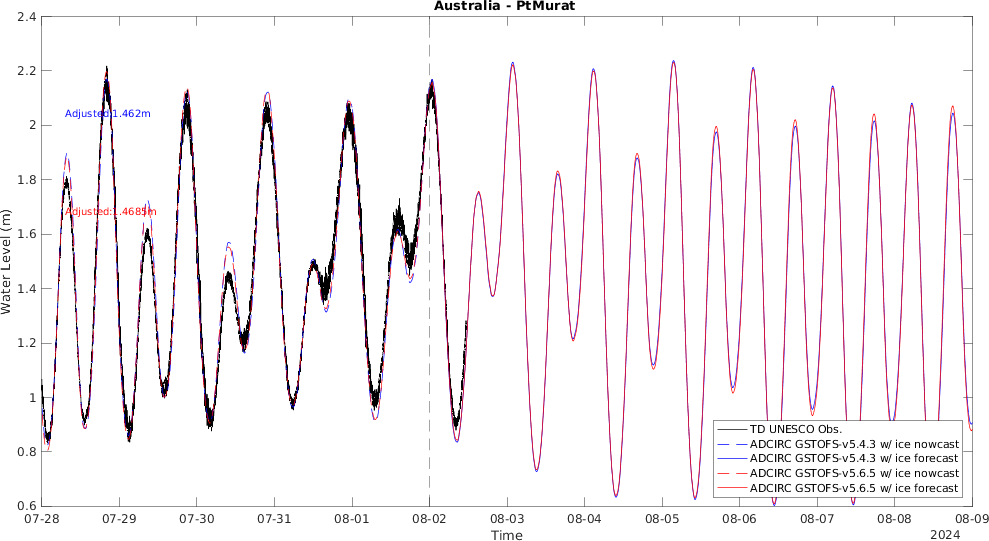 Australia - PtMurat
2.4
2.2
2
1.8
1.6
1.4
1.2
1
0.8
0.6
Water Level (m)
Adjusted:1.462m
Adjusted:1.4685m
TD UNESCO Obs.
ADCIRC GSTOFS-v5.4.3 w/ ice nowcast
ADCIRC GSTOFS-v5.4.3 w/ ice forecast
ADCIRC GSTOFS-v5.6.5 w/ ice nowcast
ADCIRC GSTOFS-v5.6.5 w/ ice forecast
07-28 07-29 07-30 07-31 08-01 08-02 08-03 08-04 08-05 08-06 08-07 08-08 08-09
Time
2024